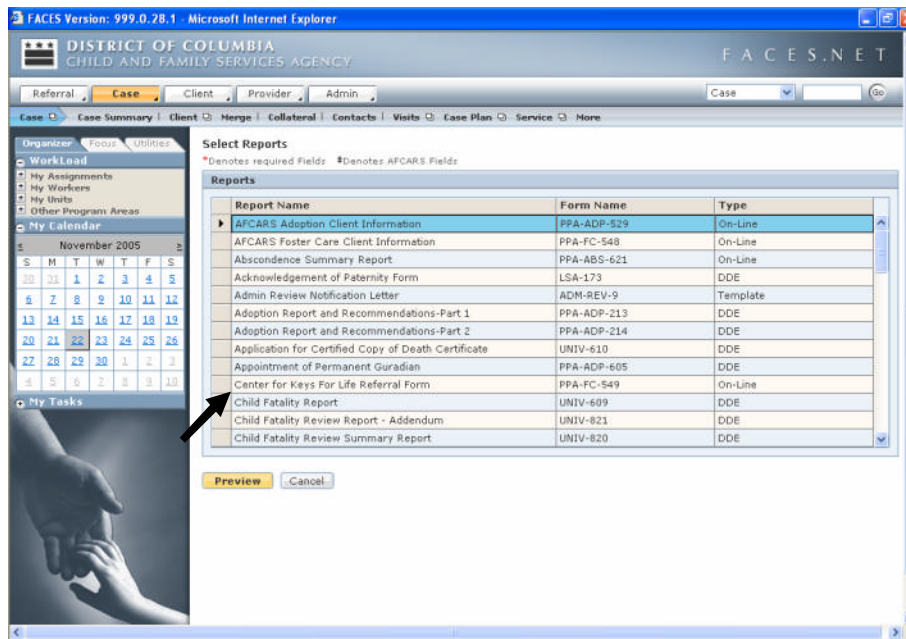 FACES Version: 999.0.28.1 - Microsoft Internet Explorer
DISTRICT OF COLUMBIA
CHILD AND FAMILY SERVICES AGENCY
FACES.NET
Referral Case Client Provider Admin Case Go
Case Case Summary Client Merge Collateral Contacts Visits Case Plan Service More
Organizer Focus Utilities
WorkLoad
My Assignments
My Workers
My Units
Other Program Areas
My Calendar
November 2005
S M T W T F S
30 31 1 2 3 4 5
6 7 8 9 10 11 12
13 14 15 16 17 18 19
20 21 22 23 24 25 26
27 28 29 30 1 2 3
4 5 6 7 8 9 10
My Tasks
Select Reports
*Denotes required Fields ‡Denotes AFCARS Fields
Reports
Report Name Form Name Type
AFCARS Adoption Client Information PPA-ADP-529 On-Line
AFCARS Foster Care Client Information PPA-FC-548 On-Line
Abscondence Summary Report PPA-ABS-621 On-Line
Acknowledgement of Paternity Form LSA-173 DDE
Admin Review Notification Letter ADM-REV-9 Template
Adoption Report and Recommendations-Part 1 PPA-ADP-213 DDE
Adoption Report and Recommendations-Part 2 PPA-ADP-214 DDE
Application for Certified Copy of Death Certificate UNIV-610 DDE
Appointment of Permanent Guradian PPA-ADP-605 DDE
Center for Keys For Life Referral Form PPA-FC-549 On-Line
Child Fatality Report UNIV-609 DDE
Child Fatality Review Report - Addendum UNIV-821 DDE
Child Fatality Review Summary Report UNIV-820 DDE
Preview Cancel